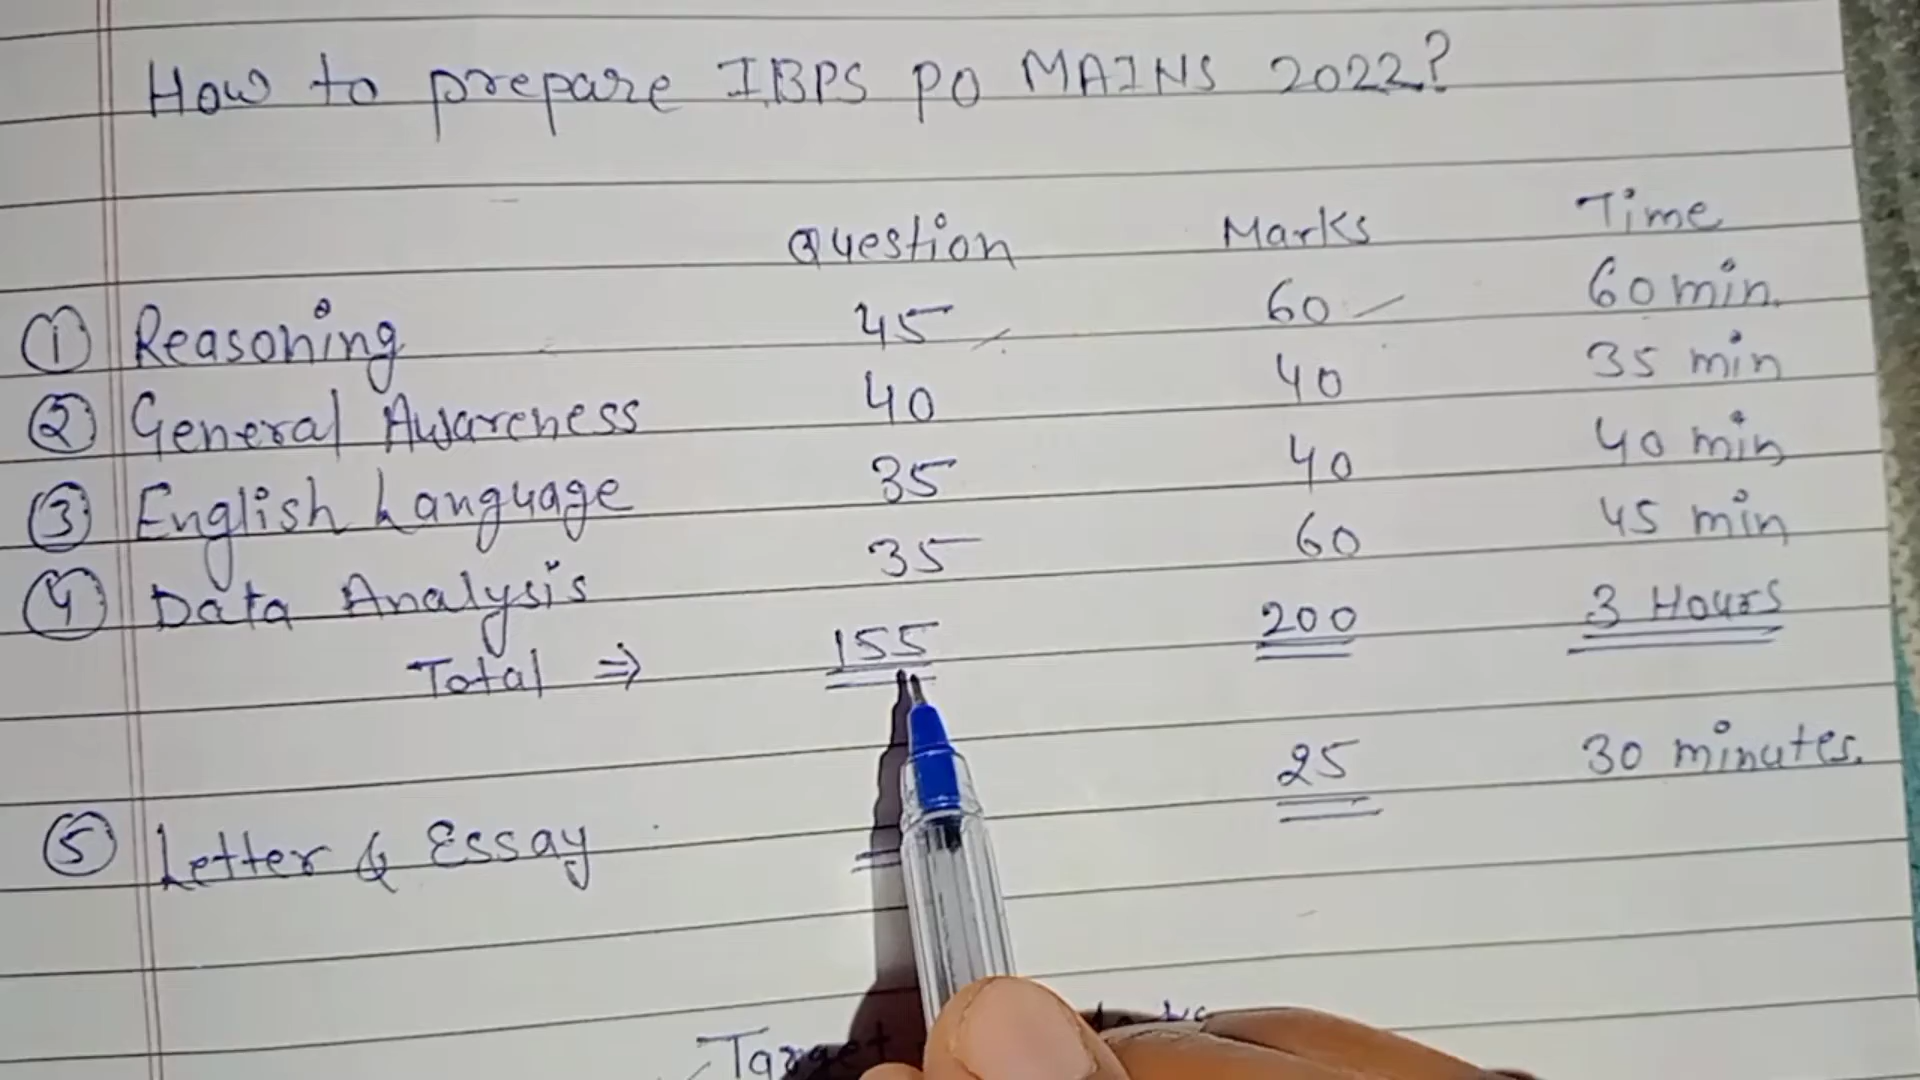 How to prepare IBPS PO MAINS 2022?
Question Marks Time
① Reasoning 45 60 60 min.
② General Awareness 40 40 35 min
③ English Language 35 40 40 min
④ Data Analysis 35 60 45 min
Total ⇒ 155 200 3 Hours
25 30 minutes.
⑤ Letter & Essay
Target